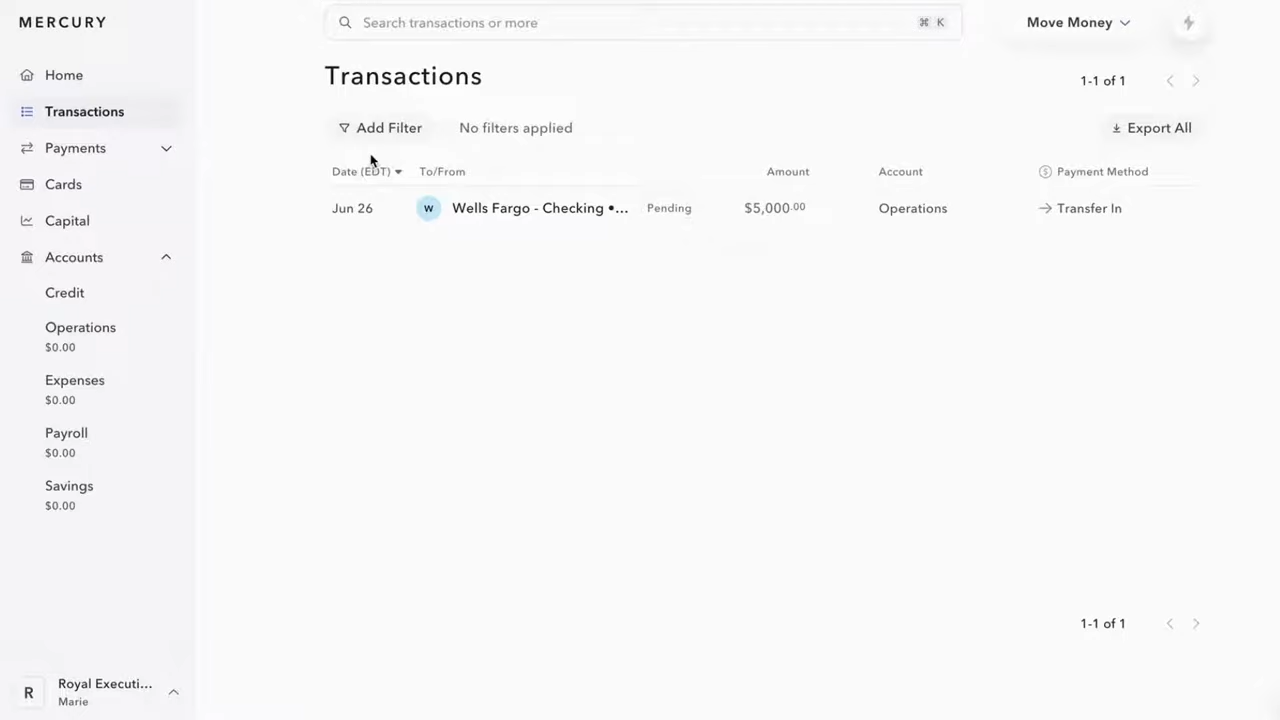 MERCURY
Search transactions or more
⌘ K
Move Money
Home
Transactions
Payments
Cards
Capital
Accounts
Credit
Operations
$0.00
Expenses
$0.00
Payroll
$0.00
Savings
$0.00
R
Royal Executi...
Marie
Transactions
1-1 of 1
Add Filter
No filters applied
Export All
Date (EDT) To/From Amount Account Payment Method
Jun 26 W Wells Fargo - Checking •... Pending $5,000.00 Operations Transfer In
1-1 of 1